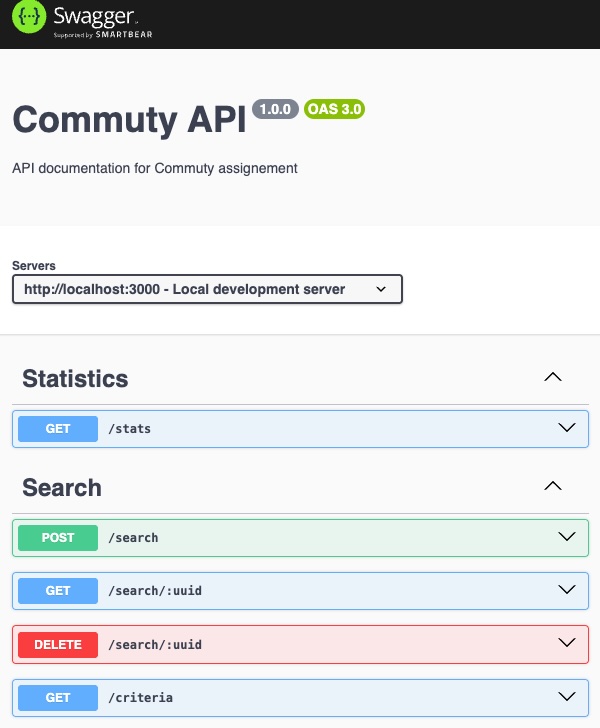 {···} Swagger.
Supported by SMARTBEAR
Commuty API 1.0.0 OAS 3.0
API documentation for Commuty assignement
Servers
http://localhost:3000 - Local development server
Statistics
GET /stats
Search
POST /search
GET /search/:uuid
DELETE /search/:uuid
GET /criteria